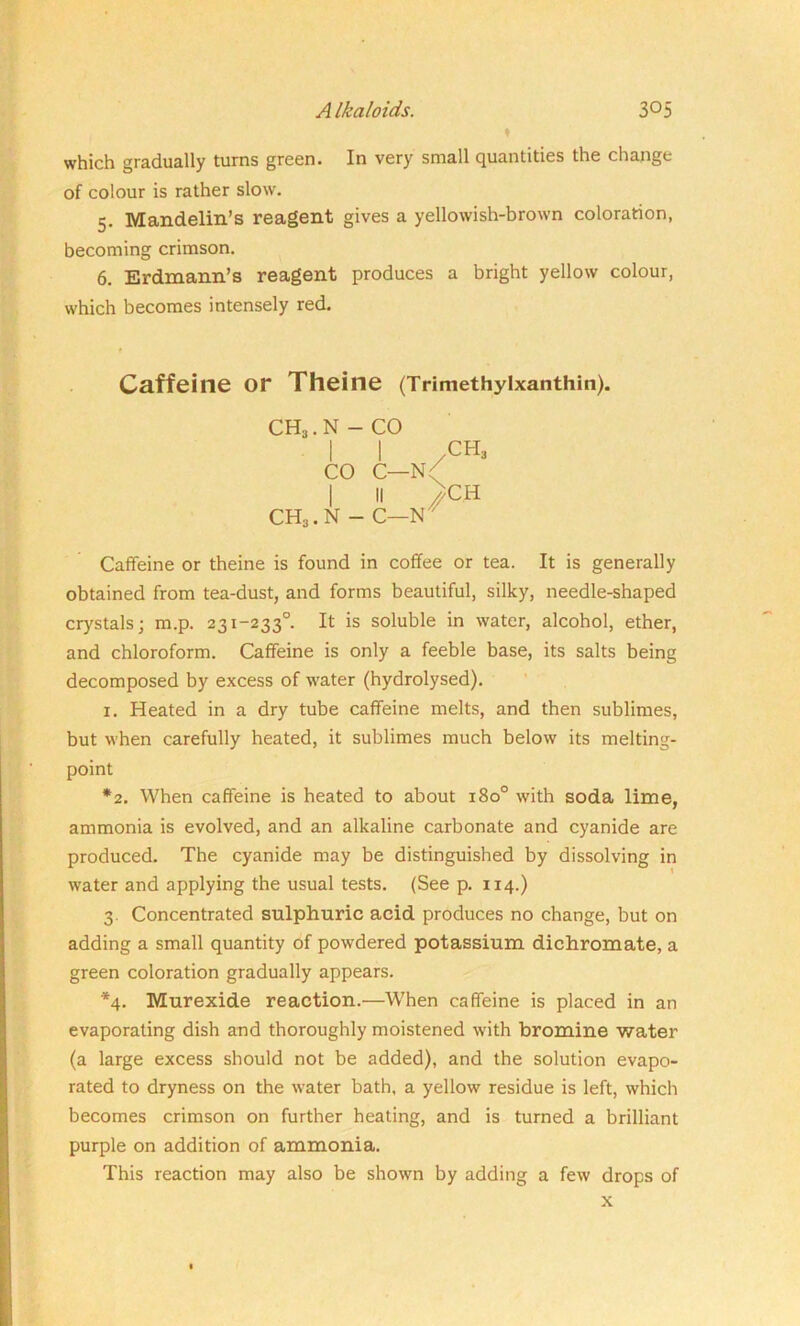 Alkaloids. 305
which gradually turns green. In very small quantities the change
of colour is rather slow.
5. Mandelin’s reagent gives a yellowish-brown coloration,
becoming crimson.
6. Erdmann’s reagent produces a bright yellow colour,
which becomes intensely red.
Caffeine or Theine (Trimethylxanthin).
CH₃. N – CO
| | ,CH₃
CO C—N<
| || //CH
CH₃. N – C—N
Caffeine or theine is found in coffee or tea. It is generally
obtained from tea-dust, and forms beautiful, silky, needle-shaped
crystals; m.p. 231–233°. It is soluble in water, alcohol, ether,
and chloroform. Caffeine is only a feeble base, its salts being
decomposed by excess of water (hydrolysed).
1. Heated in a dry tube caffeine melts, and then sublimes,
but when carefully heated, it sublimes much below its melting-
point
*2. When caffeine is heated to about 180° with soda lime,
ammonia is evolved, and an alkaline carbonate and cyanide are
produced. The cyanide may be distinguished by dissolving in
water and applying the usual tests. (See p. 114.)
3 Concentrated sulphuric acid produces no change, but on
adding a small quantity of powdered potassium dichromate, a
green coloration gradually appears.
*4. Murexide reaction.—When caffeine is placed in an
evaporating dish and thoroughly moistened with bromine water
(a large excess should not be added), and the solution evapo-
rated to dryness on the water bath, a yellow residue is left, which
becomes crimson on further heating, and is turned a brilliant
purple on addition of ammonia.
This reaction may also be shown by adding a few drops of
x